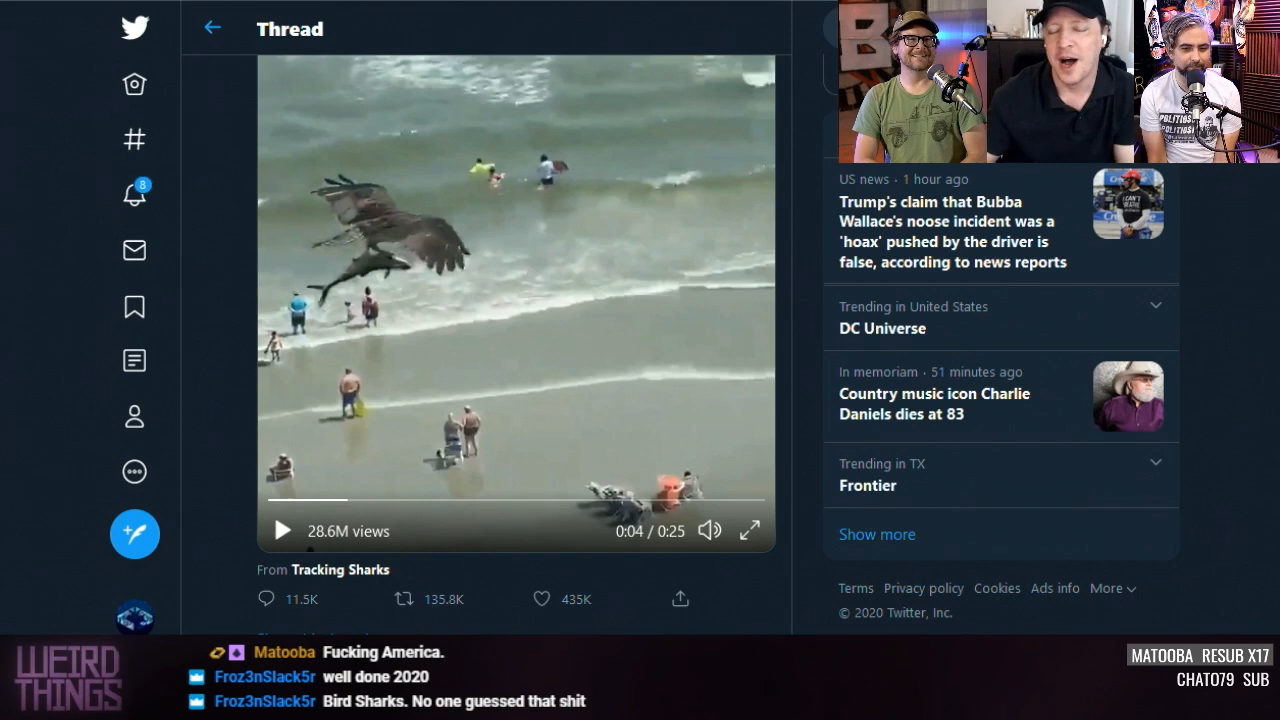 Thread
8
28.6M views
0:04 / 0:25
From Tracking Sharks
11.5K
135.8K
435K
US news · 1 hour ago
Trump's claim that Bubba
Wallace's noose incident was a
'hoax' pushed by the driver is
false, according to news reports
Trending in United States
DC Universe
In memoriam · 51 minutes ago
Country music icon Charlie
Daniels dies at 83
Trending in TX
Frontier
Show more
Terms Privacy policy Cookies Ads info More
© 2020 Twitter, Inc.
WEIRD
THINGS
Matooba Fucking America.
Froz3nSlack5r well done 2020
Froz3nSlack5r Bird Sharks. No one guessed that shit
MATOOBA RESUB X17
CHATO79 SUB